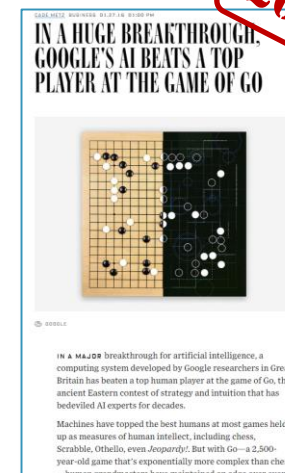 CADE METZ BUSINESS 01.27.16 01:00 PM
IN A HUGE BREAKTHROUGH,
GOOGLE'S AI BEATS A TOP
PLAYER AT THE GAME OF GO
GOOGLE
IN A MAJOR breakthrough for artificial intelligence, a
computing system developed by Google researchers in
Britain has beaten a top human player at the game of Go,
ancient Eastern contest of strategy and intuition that has
bedeviled AI experts for decades.
Machines have topped the best humans at most games held
up as measures of human intellect, including chess,
Scrabble, Othello, even Jeopardy!. But with Go—a 2,500-
year-old game that's exponentially more complex than